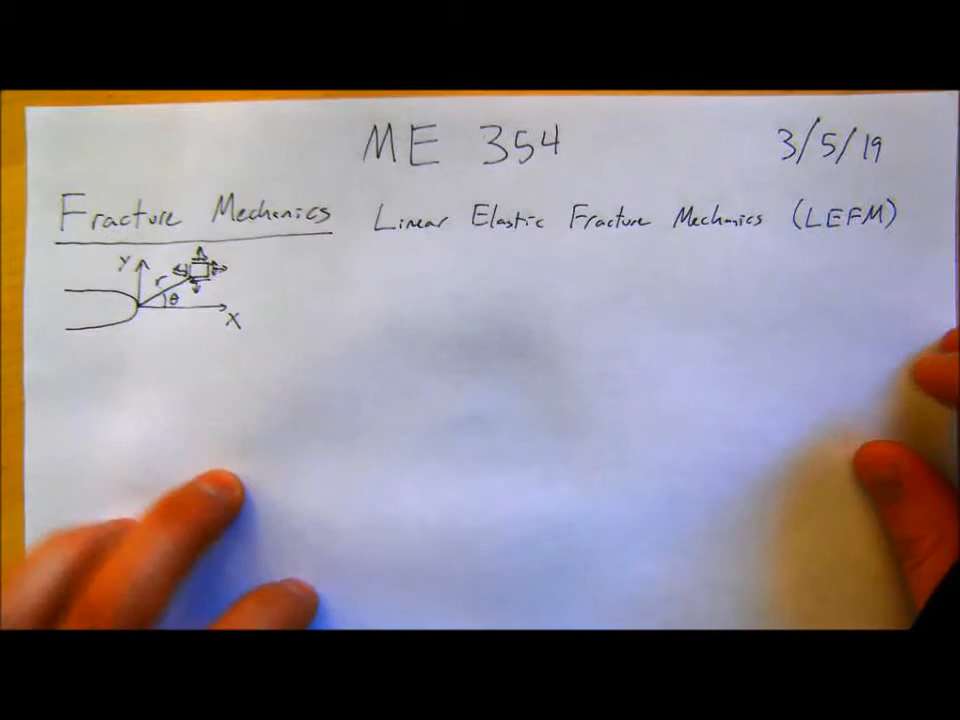 ME 354 3/5/19
Fracture Mechanics Linear Elastic Fracture Mechanics (LEFM)
Y r θ
X